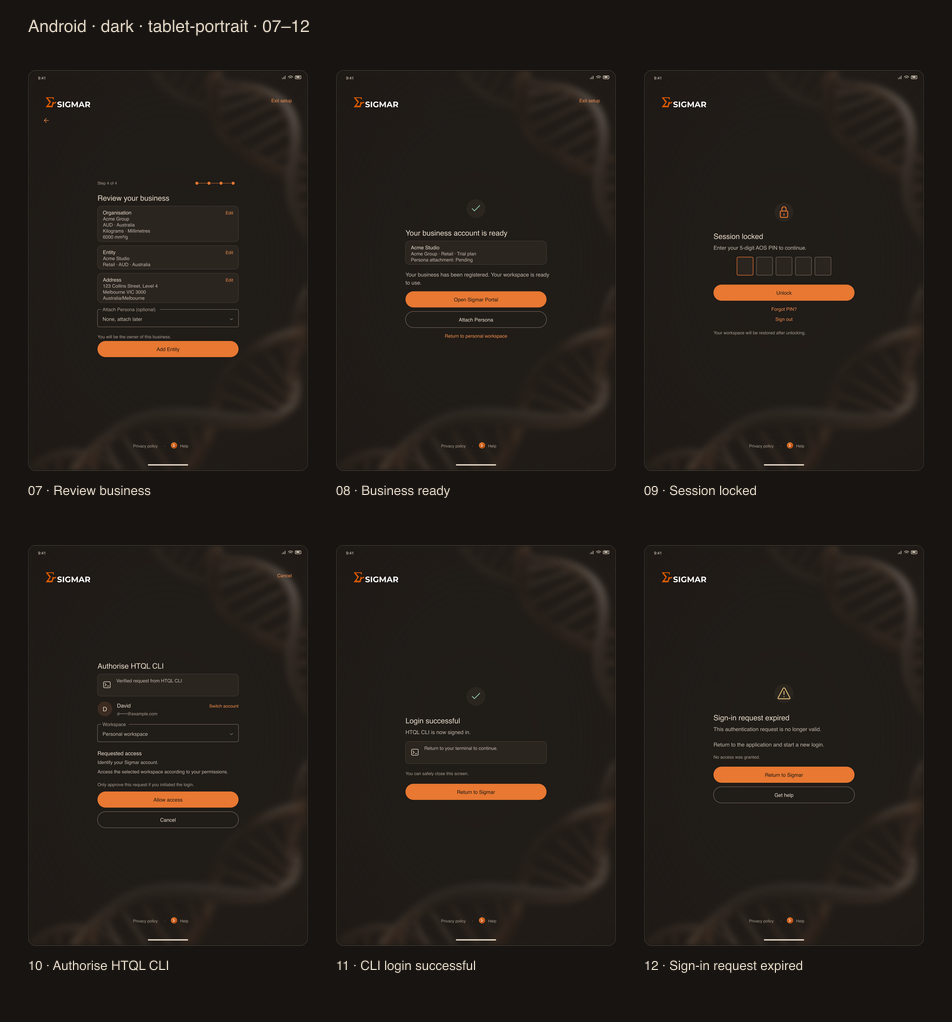 Android · dark · tablet-portrait · 07–12
9:41
SIGMAR
Exit setup
Step 4 of 4
Review your business
Organisation
Edit
Acme Group
AUD · Australia
Kilograms · Millimetres
Entity
Edit
Acme Studio
Retail · AUD · Australia
Address
Edit
123 Collins Street, Level 4
Melbourne VIC 3000
Australia/Melbourne
Attach Persona (optional)
None, attach later
You will be the owner of this business.
Add Entity
Privacy policy
Help
07 · Review business
9:41
SIGMAR
Exit setup
Your business account is ready
Acme Studio
Acme Group · Retail · Trial plan
Persona attachment: Pending
Your business has been registered. Your workspace is ready
to use.
Open Sigmar Portal
Attach Persona
Return to personal workspace
Privacy policy
Help
08 · Business ready
9:41
SIGMAR
Session locked
Enter your 5-digit AOS PIN to continue.
Unlock
Forgot PIN?
Sign out
Your workspace will be restored after unlocking.
Privacy policy
Help
09 · Session locked
9:41
SIGMAR
Cancel
Authorise HTQL CLI
Verified request from HTQL CLI
D
David
Switch account
@example.com
Workspace
Personal workspace
Requested access
Identify your Sigmar account.
Access the selected workspace according to your permissions.
Only approve this request if you initiated the login.
Allow access
Cancel
Privacy policy
Help
10 · Authorise HTQL CLI
9:41
SIGMAR
Login successful
HTQL CLI is now signed in.
Return to your terminal to continue.
You can safely close this screen.
Return to Sigmar
Privacy policy
Help
11 · CLI login successful
9:41
SIGMAR
Sign-in request expired
This authentication request is no longer valid.
Return to the application and start a new login.
No access was granted.
Return to Sigmar
Get help
Privacy policy
Help
12 · Sign-in request expired